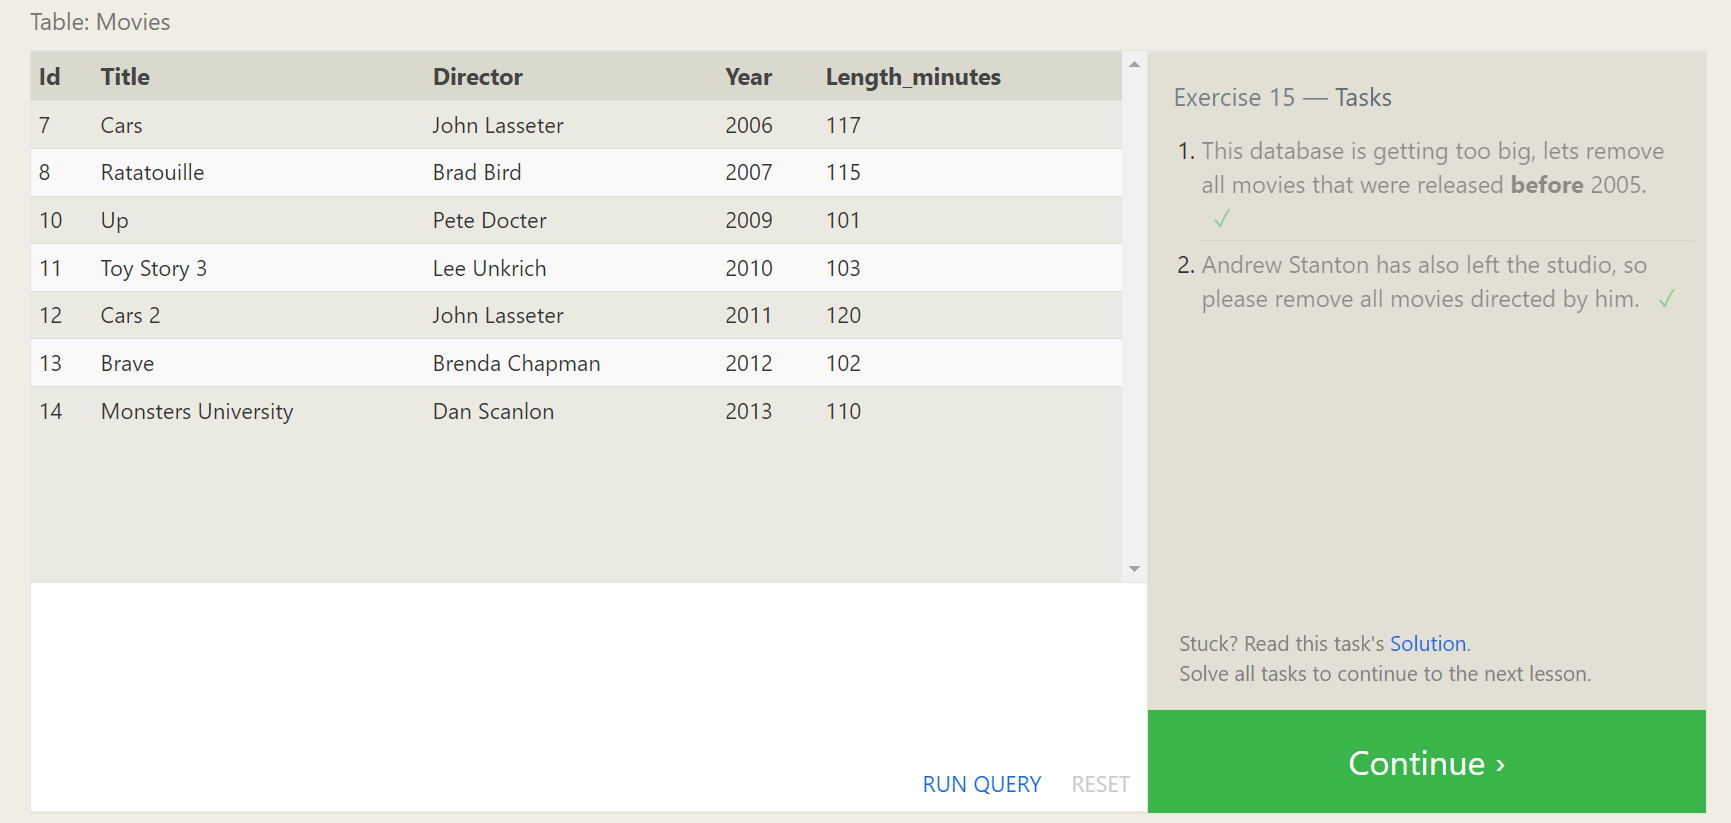 Table: Movies
Id Title Director Year Length_minutes
7 Cars John Lasseter 2006 117
8 Ratatouille Brad Bird 2007 115
10 Up Pete Docter 2009 101
11 Toy Story 3 Lee Unkrich 2010 103
12 Cars 2 John Lasseter 2011 120
13 Brave Brenda Chapman 2012 102
14 Monsters University Dan Scanlon 2013 110
RUN QUERY RESET
Exercise 15 — Tasks
1. This database is getting too big, lets remove
all movies that were released before 2005.
✓
2. Andrew Stanton has also left the studio, so
please remove all movies directed by him. ✓
Stuck? Read this task's Solution.
Solve all tasks to continue to the next lesson.
Continue ›